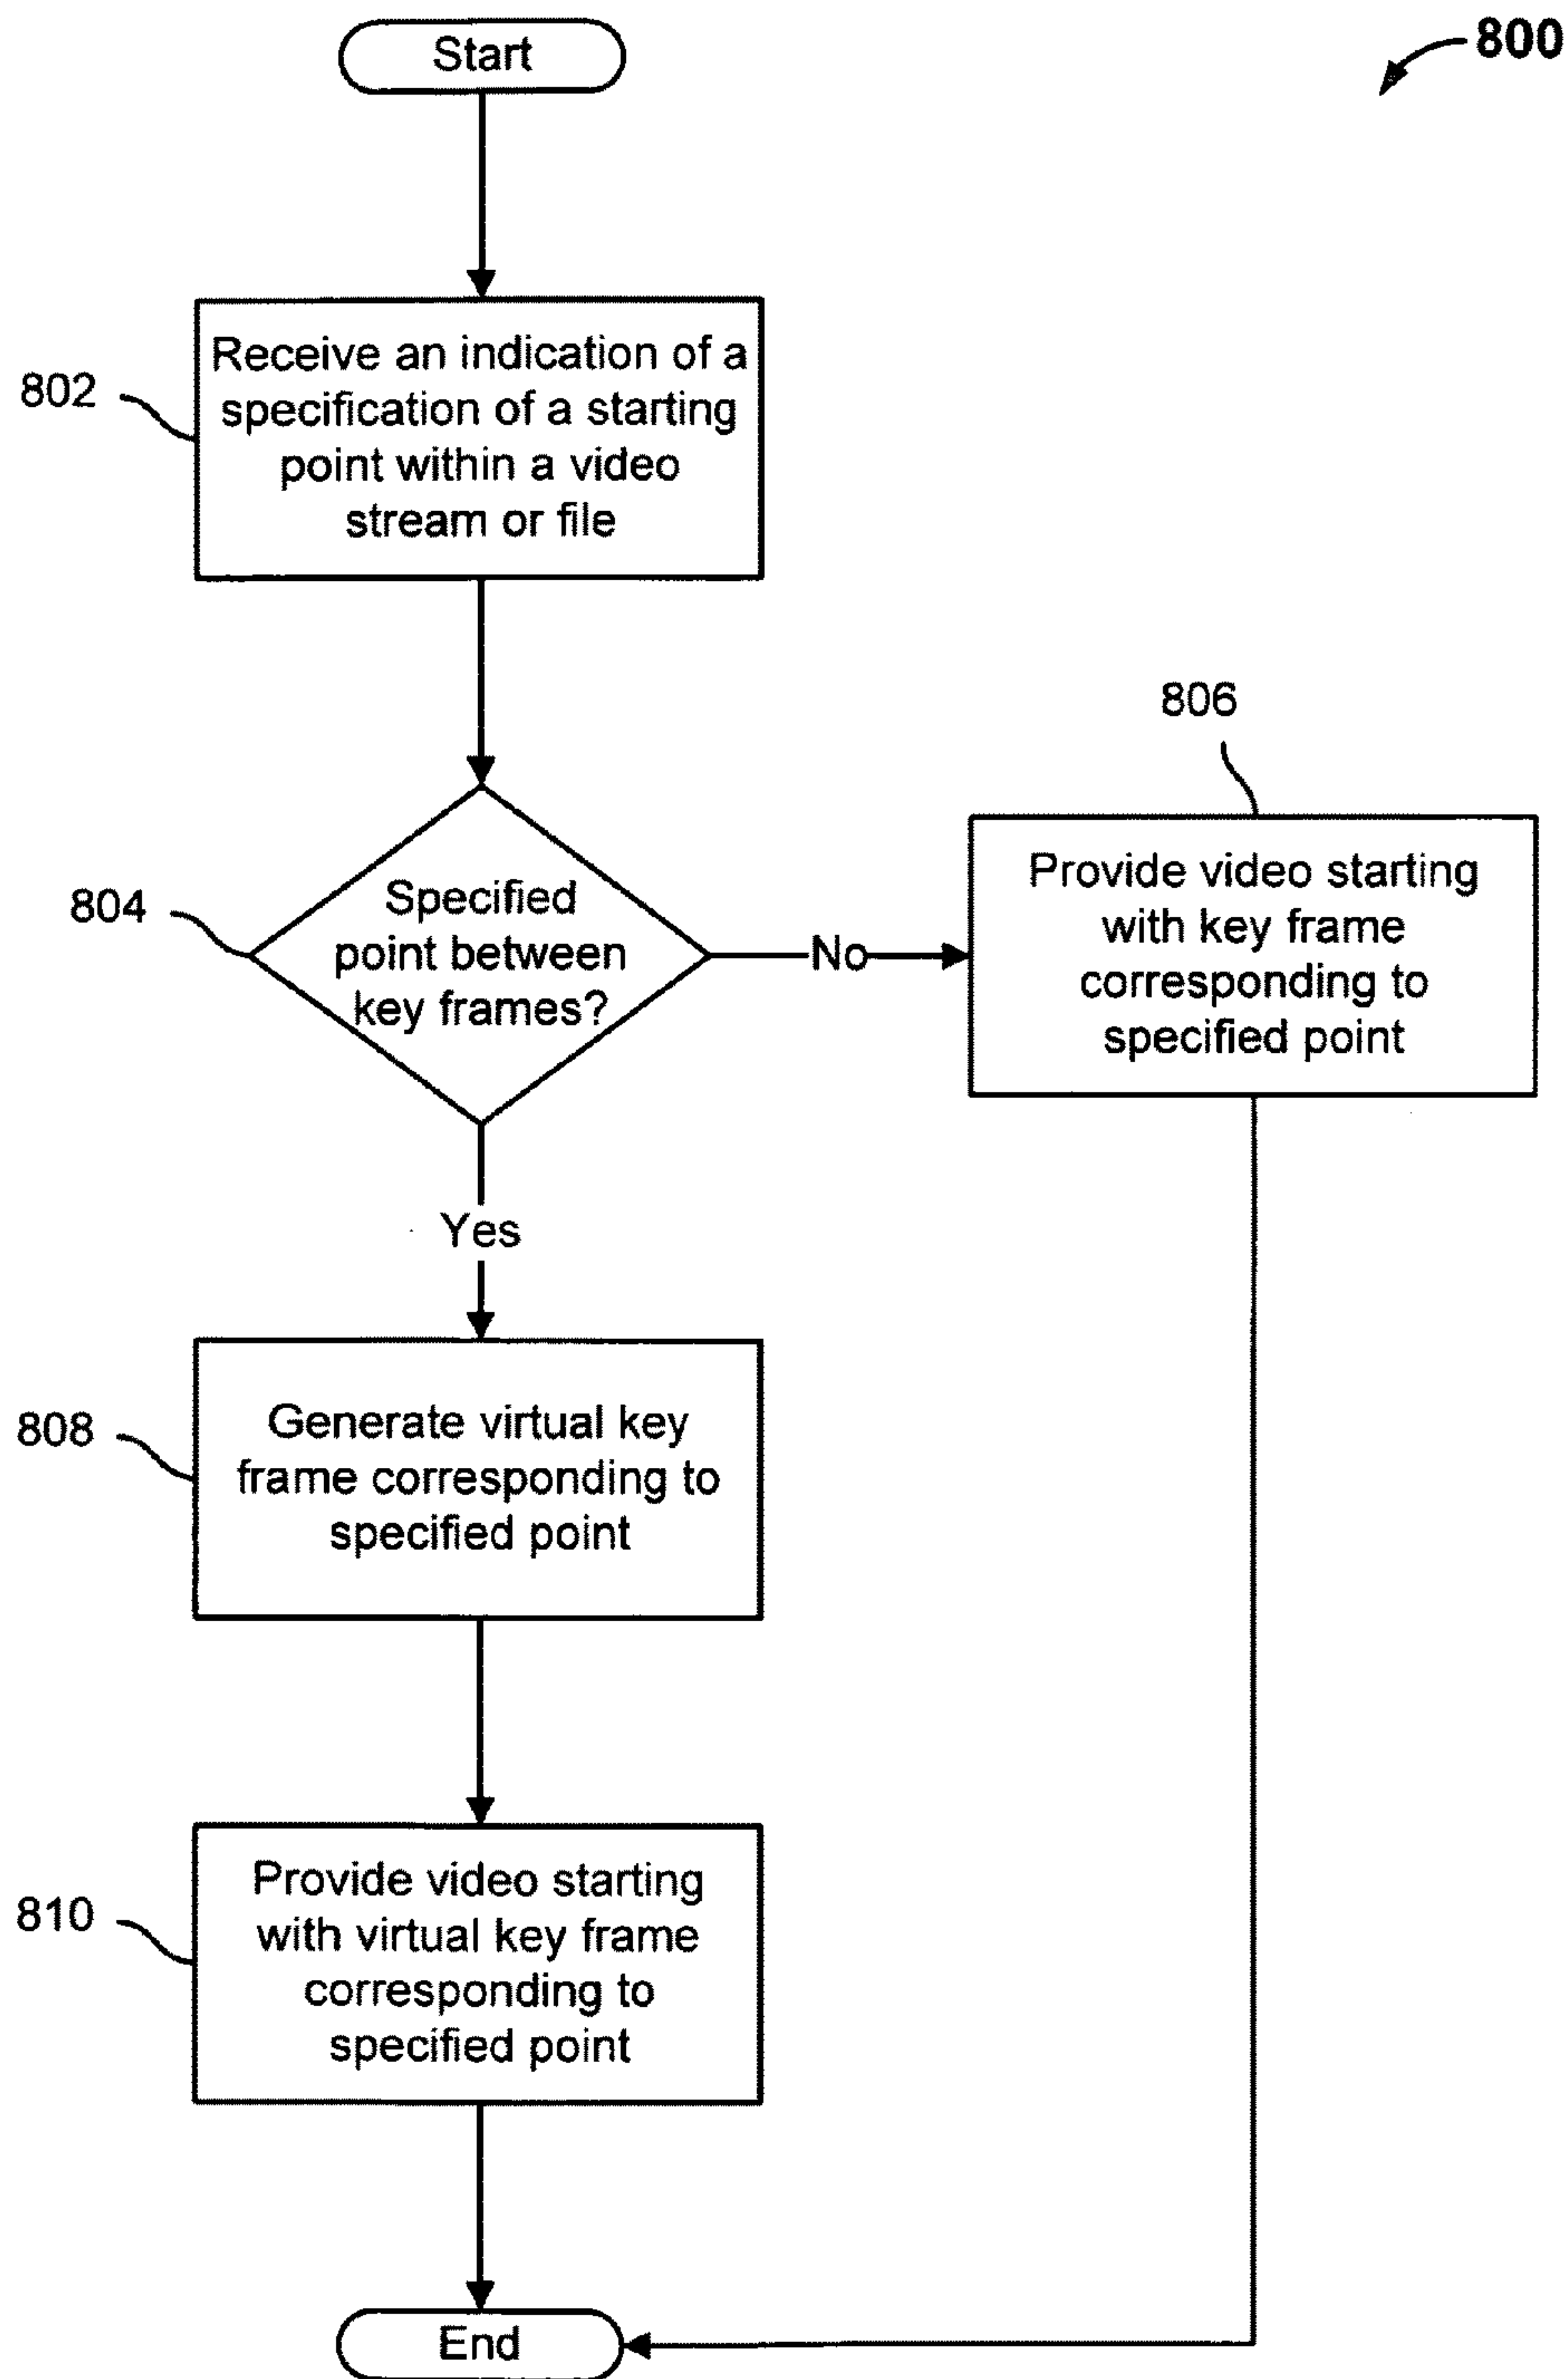 Start
800
802
Receive an indication of a
specification of a starting
point within a video
stream or file
804
Specified
point between
key frames?
No
806
Provide video starting
with key frame
corresponding to
specified point
Yes
808
Generate virtual key
frame corresponding to
specified point
810
Provide video starting
with virtual key frame
corresponding to
specified point
End